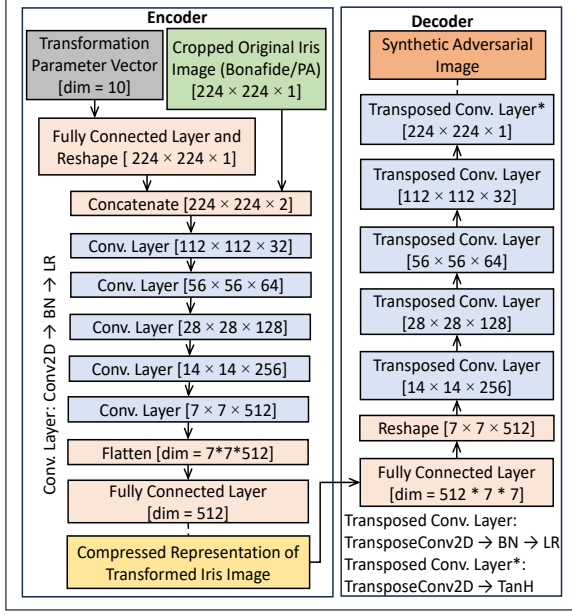 Encoder
Transformation
Parameter Vector
[dim = 10]
Cropped Original Iris
Image (Bonafide/PA)
[224 × 224 × 1]
Fully Connected Layer and
Reshape [ 224 × 224 × 1]
Concatenate [224 × 224 × 2]
Conv. Layer [112 × 112 × 32]
Conv. Layer [56 × 56 × 64]
Conv. Layer [28 × 28 × 128]
Conv. Layer [14 × 14 × 256]
Conv. Layer [7 × 7 × 512]
Flatten [dim = 7*7*512]
Fully Connected Layer
[dim = 512]
Compressed Representation of
Transformed Iris Image
Conv. Layer: Conv2D → BN → LR
Decoder
Synthetic Adversarial
Image
Transposed Conv. Layer*
[224 × 224 × 1]
Transposed Conv. Layer
[112 × 112 × 32]
Transposed Conv. Layer
[56 × 56 × 64]
Transposed Conv. Layer
[28 × 28 × 128]
Transposed Conv. Layer
[14 × 14 × 256]
Reshape [7 × 7 × 512]
Fully Connected Layer
[dim = 512 * 7 * 7]
Transposed Conv. Layer:
TransposeConv2D → BN → LR
Transposed Conv. Layer*:
TransposeConv2D → TanH